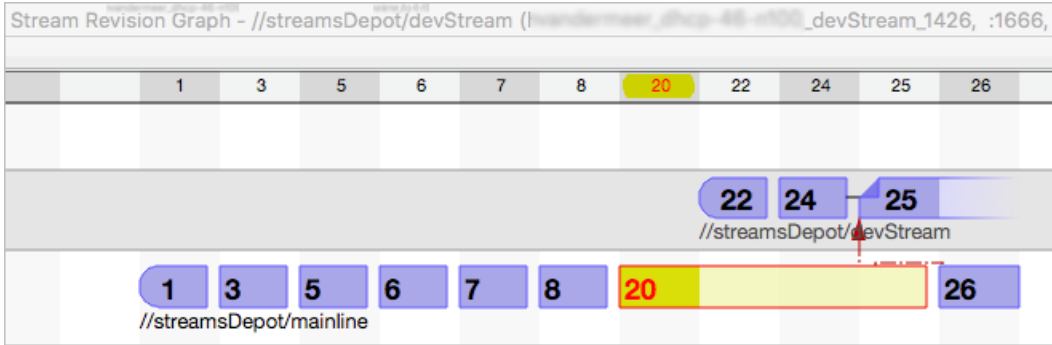 Stream Revision Graph - //streamsDepot/devStream ( _devStream_1426, :1666,
1 3 5 6 7 8 20 22 24 25 26
22 24 25
//streamsDepot/devStream
1 3 5 6 7 8 20 26
//streamsDepot/mainline